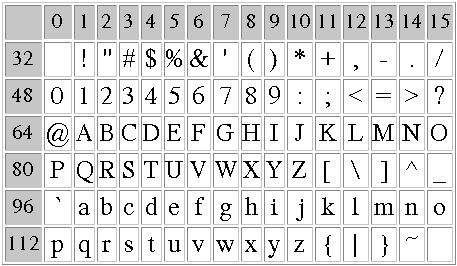 0 1 2 3 4 5 6 7 8 9 10 11 12 13 14 15
32 ! " # $ % & ' ( ) * + , - . /
48 0 1 2 3 4 5 6 7 8 9 : ; < = > ?
64 @ A B C D E F G H I J K L M N O
80 P Q R S T U V W X Y Z [ \ ] ^ _
96 ` a b c d e f g h i j k l m n o
112 p q r s t u v w x y z { | } ~